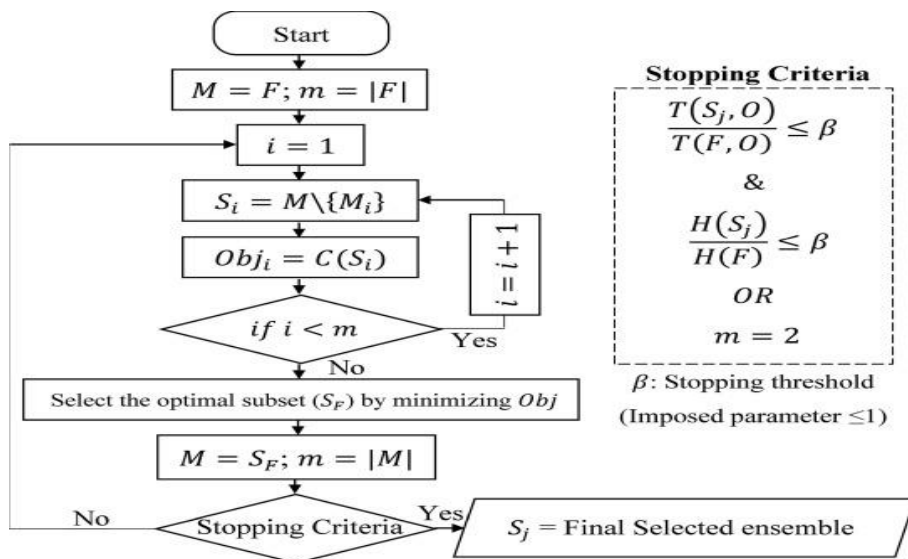 Start
M = F; m = |F|
i = 1
S_i = M\{M_i}
Obj_i = C(S_i)
i = i + 1
if i < m
Yes
No
Select the optimal subset (S_F) by minimizing Obj
M = S_F; m = |M|
No
Stopping Criteria
Yes
S_j = Final Selected ensemble
Stopping Criteria
T(S_j, O)
T(F, O)
≤ β
&
H(S_j)
H(F)
≤ β
OR
m = 2
β: Stopping threshold
(Imposed parameter ≤1)